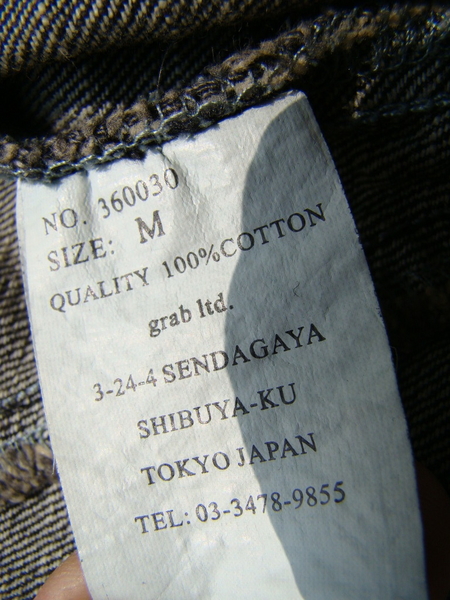 NO. 360030
SIZE: M
QUALITY 100%COTTON
grab ltd.
3-24-4 SENDAGAYA
SHIBUYA-KU
TOKYO JAPAN
TEL: 03-3478-9855